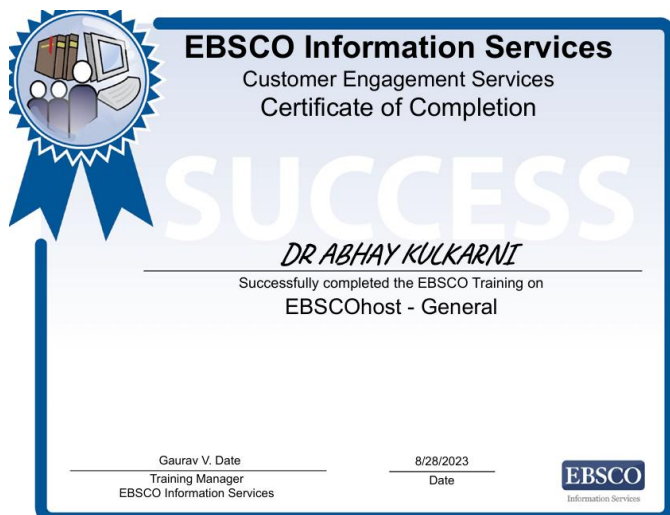 EBSCO Information Services
Customer Engagement Services
Certificate of Completion
SUCCESS
DR ABHAY KULKARNI
Successfully completed the EBSCO Training on
EBSCOhost - General
Gaurav V. Date
Training Manager
EBSCO Information Services
8/28/2023
Date
EBSCO
Information Services